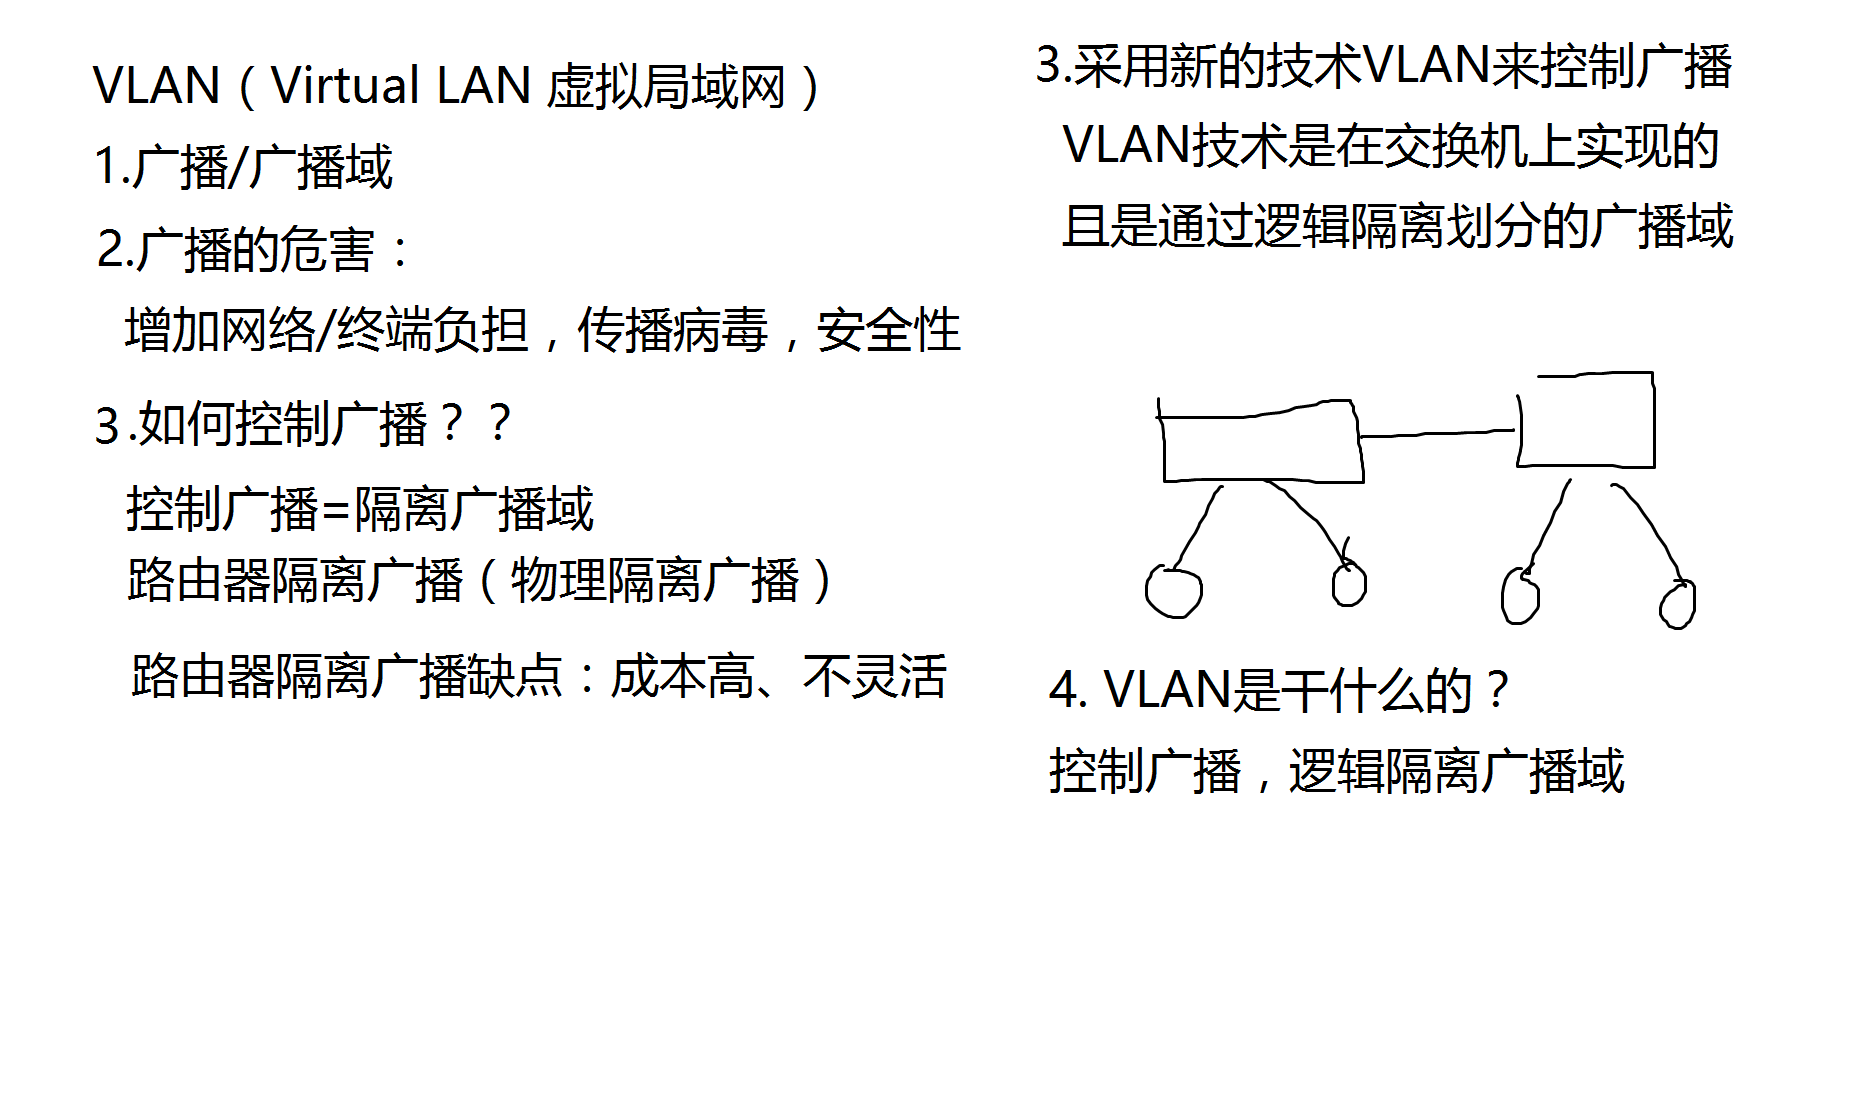 VLAN（Virtual LAN 虚拟局域网）
1.广播/广播域
2.广播的危害：
增加网络/终端负担，传播病毒，安全性
3.如何控制广播？？
控制广播=隔离广播域
路由器隔离广播（物理隔离广播）
路由器隔离广播缺点：成本高、不灵活
3.采用新的技术VLAN来控制广播
VLAN技术是在交换机上实现的
且是通过逻辑隔离划分的广播域
4. VLAN是干什么的？
控制广播，逻辑隔离广播域